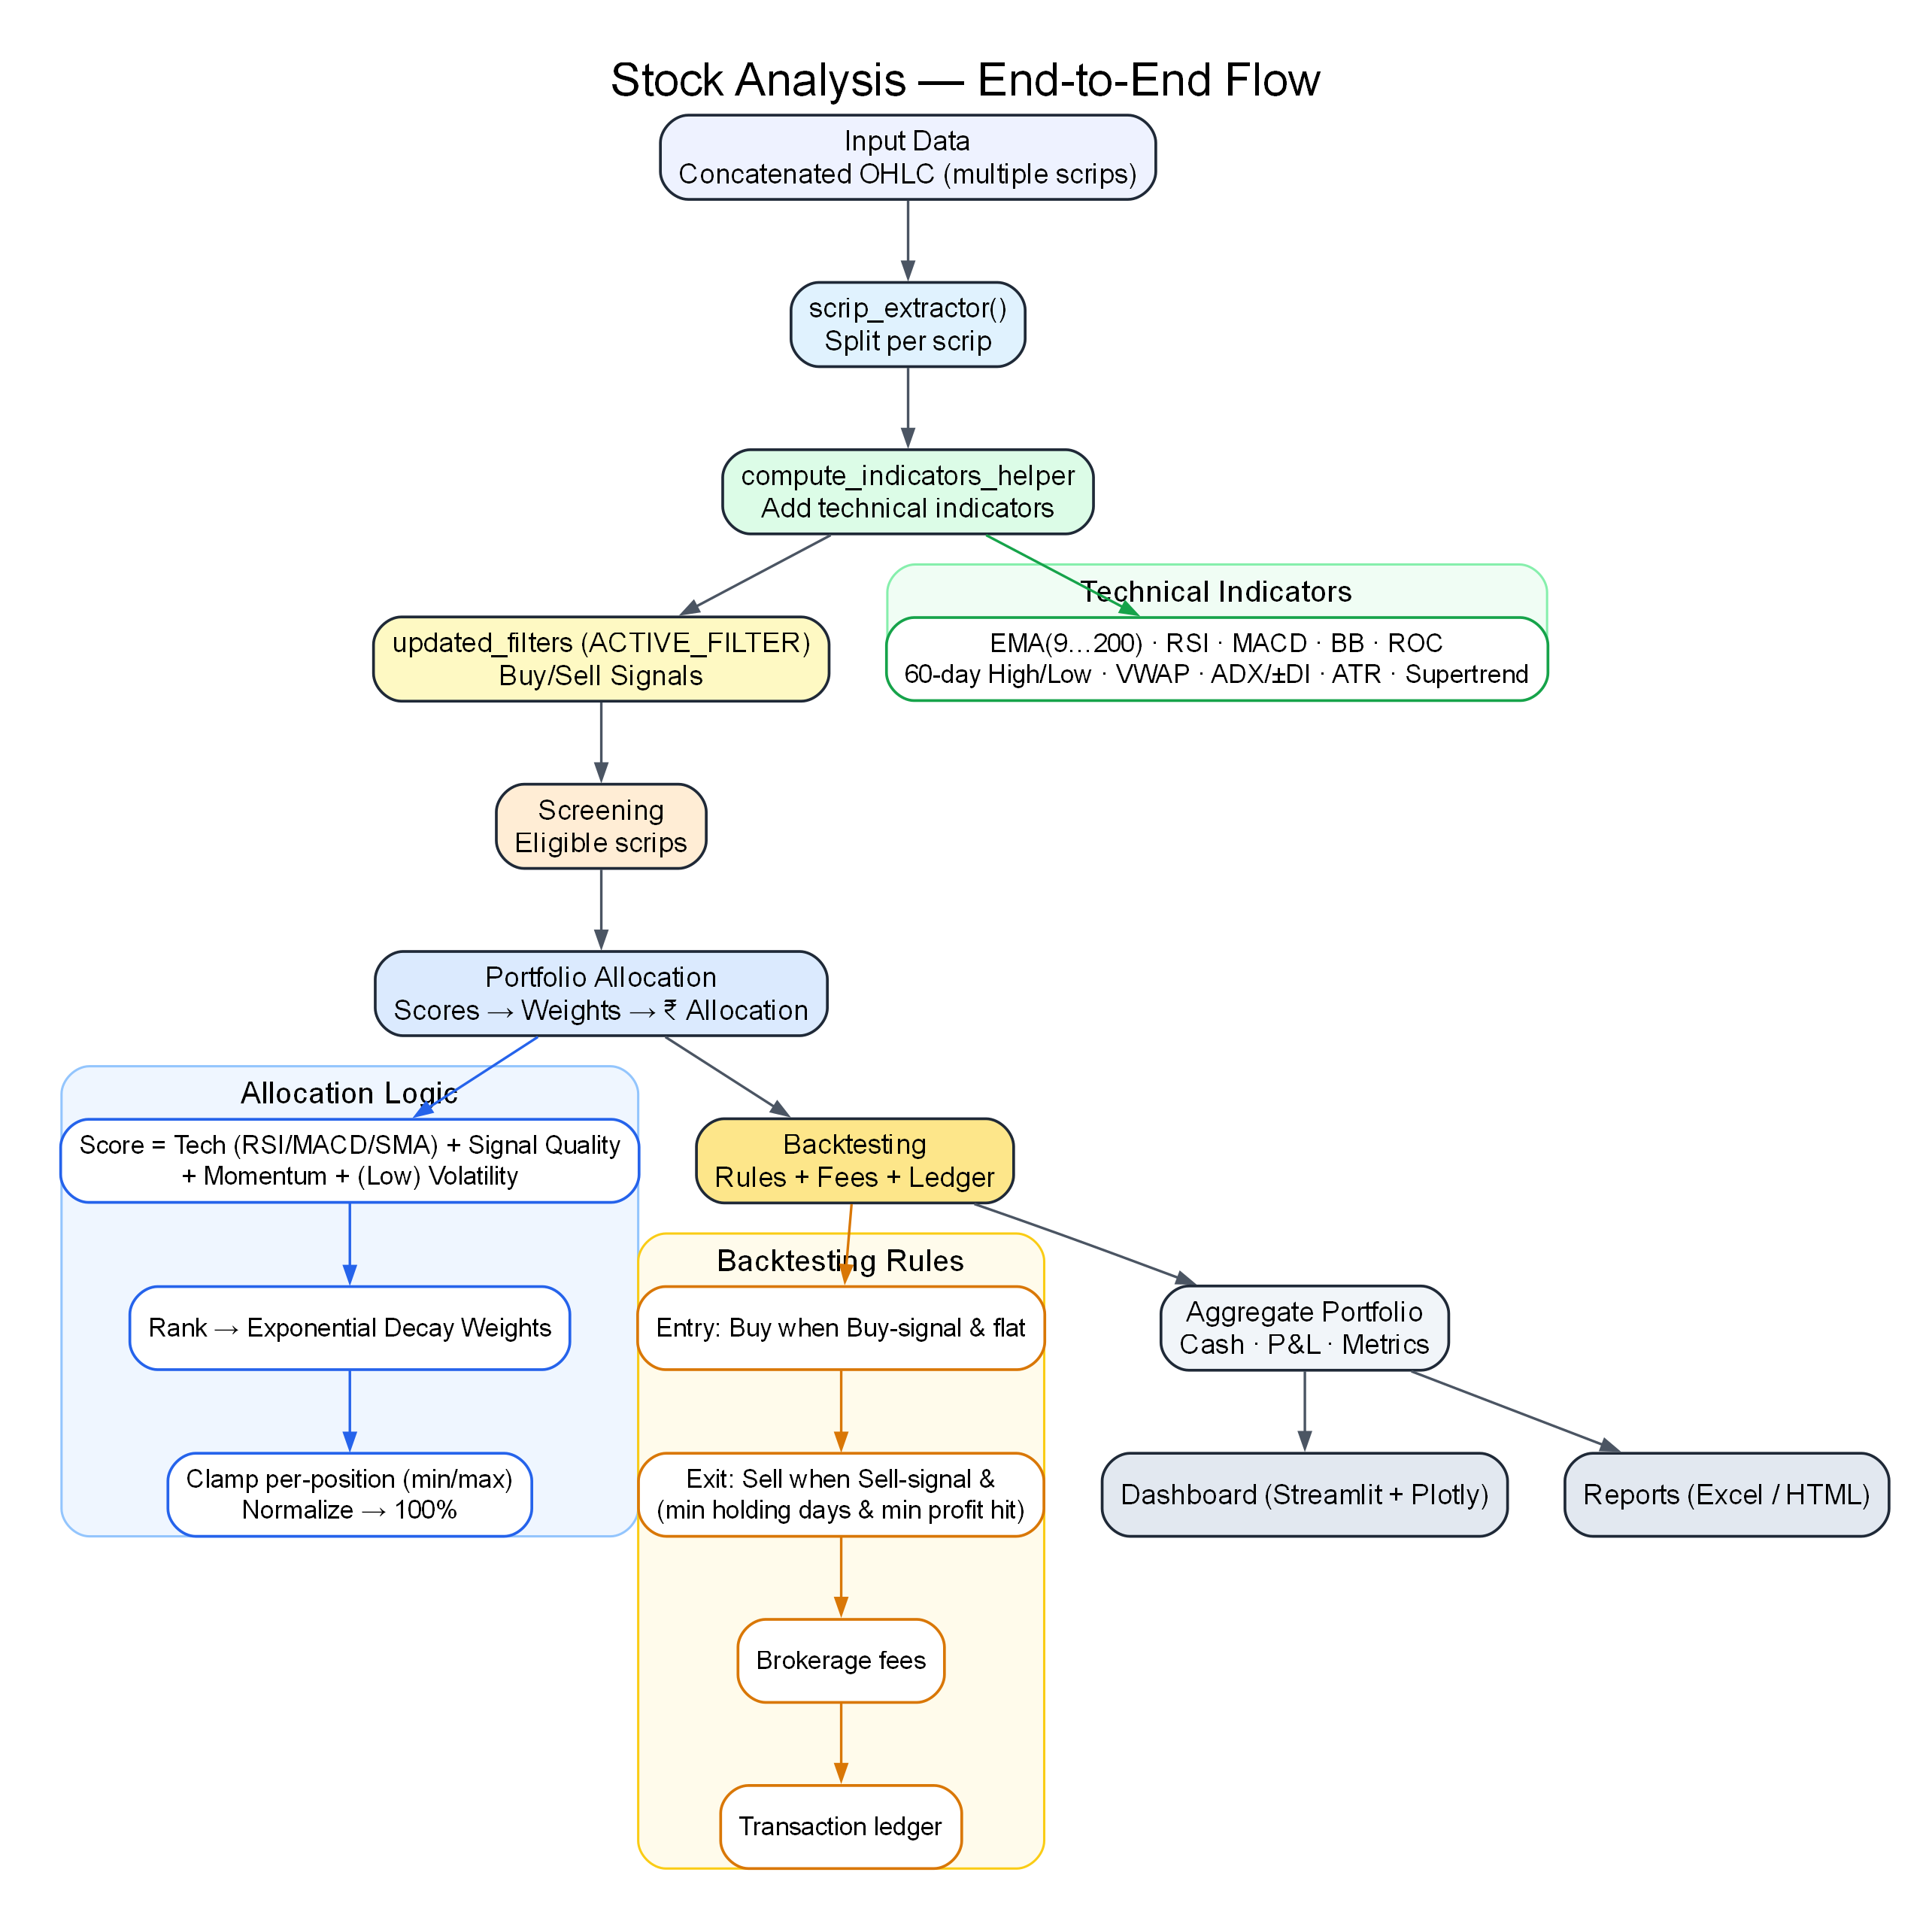 Stock Analysis — End-to-End Flow
Input Data
Concatenated OHLC (multiple scrips)
scrip_extractor()
Split per scrip
compute_indicators_helper
Add technical indicators
Technical Indicators
EMA(9…200) · RSI · MACD · BB · ROC
60-day High/Low · VWAP · ADX/±DI · ATR · Supertrend
updated_filters (ACTIVE_FILTER)
Buy/Sell Signals
Screening
Eligible scrips
Portfolio Allocation
Scores → Weights → ₹ Allocation
Allocation Logic
Score = Tech (RSI/MACD/SMA) + Signal Quality
+ Momentum + (Low) Volatility
Rank → Exponential Decay Weights
Clamp per-position (min/max)
Normalize → 100%
Backtesting
Rules + Fees + Ledger
Backtesting Rules
Entry: Buy when Buy-signal & flat
Exit: Sell when Sell-signal &
(min holding days & min profit hit)
Brokerage fees
Transaction ledger
Aggregate Portfolio
Cash · P&L · Metrics
Dashboard (Streamlit + Plotly)
Reports (Excel / HTML)